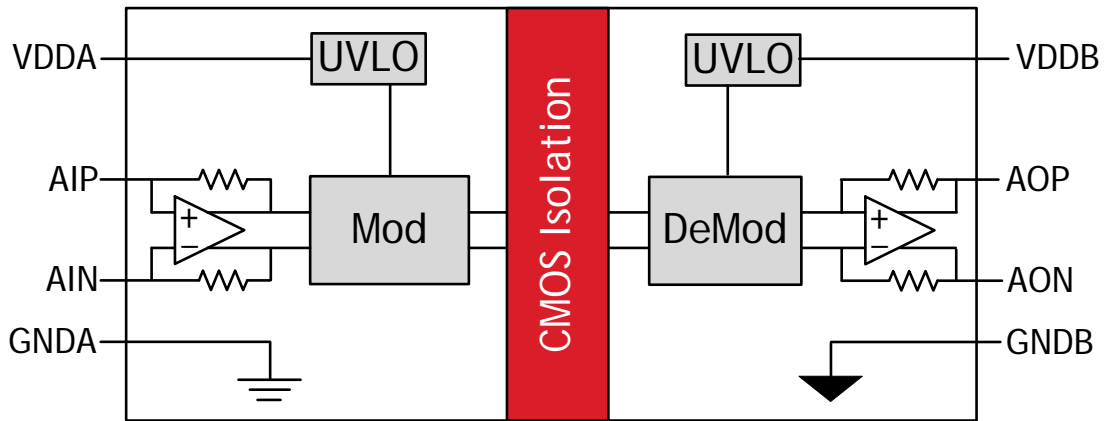 VDDA
UVLO
UVLO
VDDB
AIP
AIN
GNDA
+
−
Mod
CMOS Isolation
DeMod
+
−
AOP
AON
GNDB